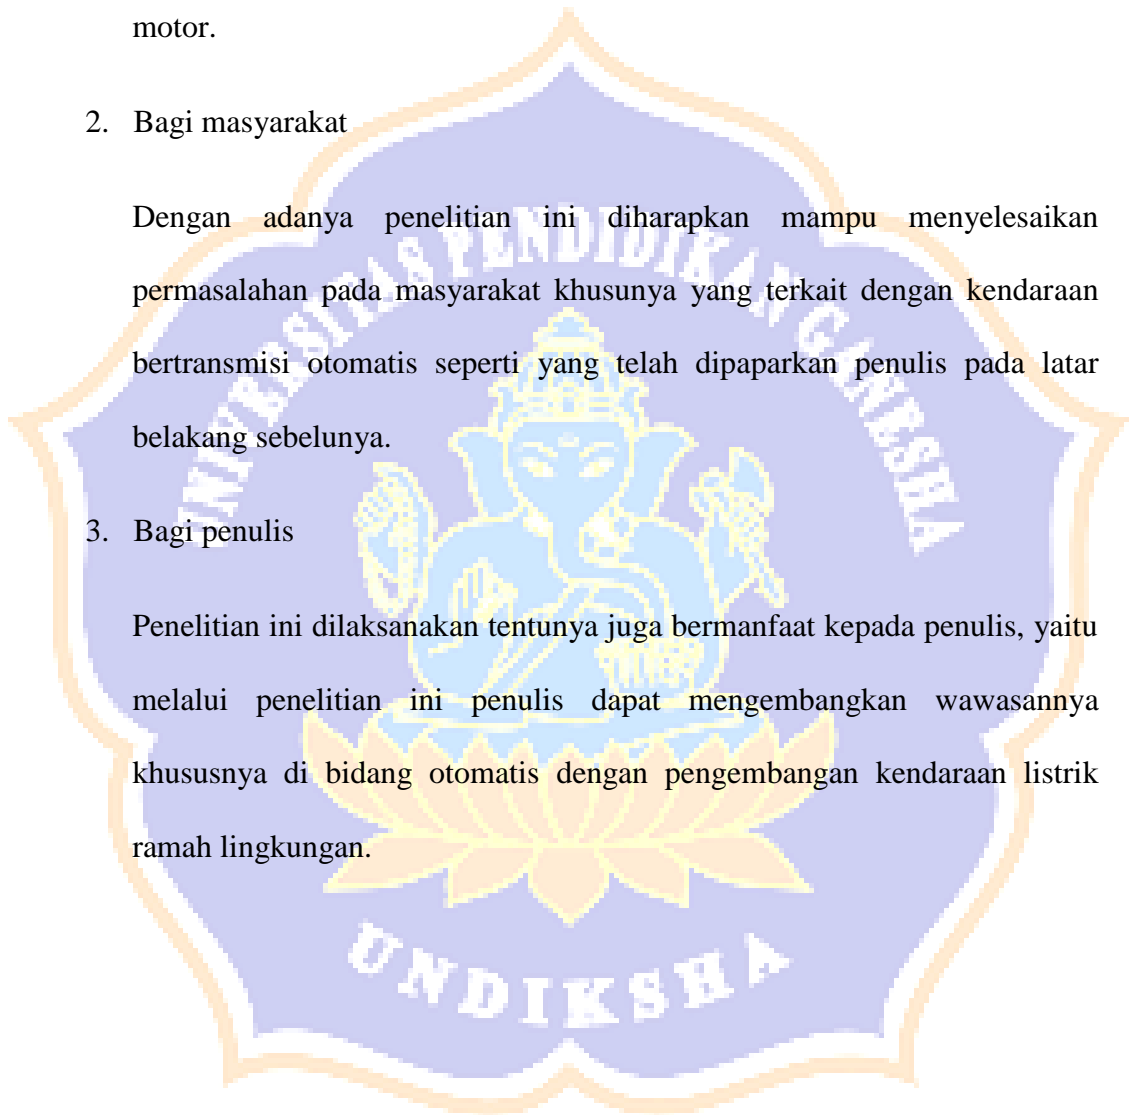 motor.
2. Bagi masyarakat
Dengan adanya penelitian ini diharapkan mampu menyelesaikan
permasalahan pada masyarakat khusunya yang terkait dengan kendaraan
bertransmisi otomatis seperti yang telah dipaparkan penulis pada latar
belakang sebelunya.
3. Bagi penulis
Penelitian ini dilaksanakan tentunya juga bermanfaat kepada penulis, yaitu
melalui penelitian ini penulis dapat mengembangkan wawasannya
khususnya di bidang otomatis dengan pengembangan kendaraan listrik
ramah lingkungan.
UNIVERSITAS PENDIDIKAN GANESHA
UNDIKSHA